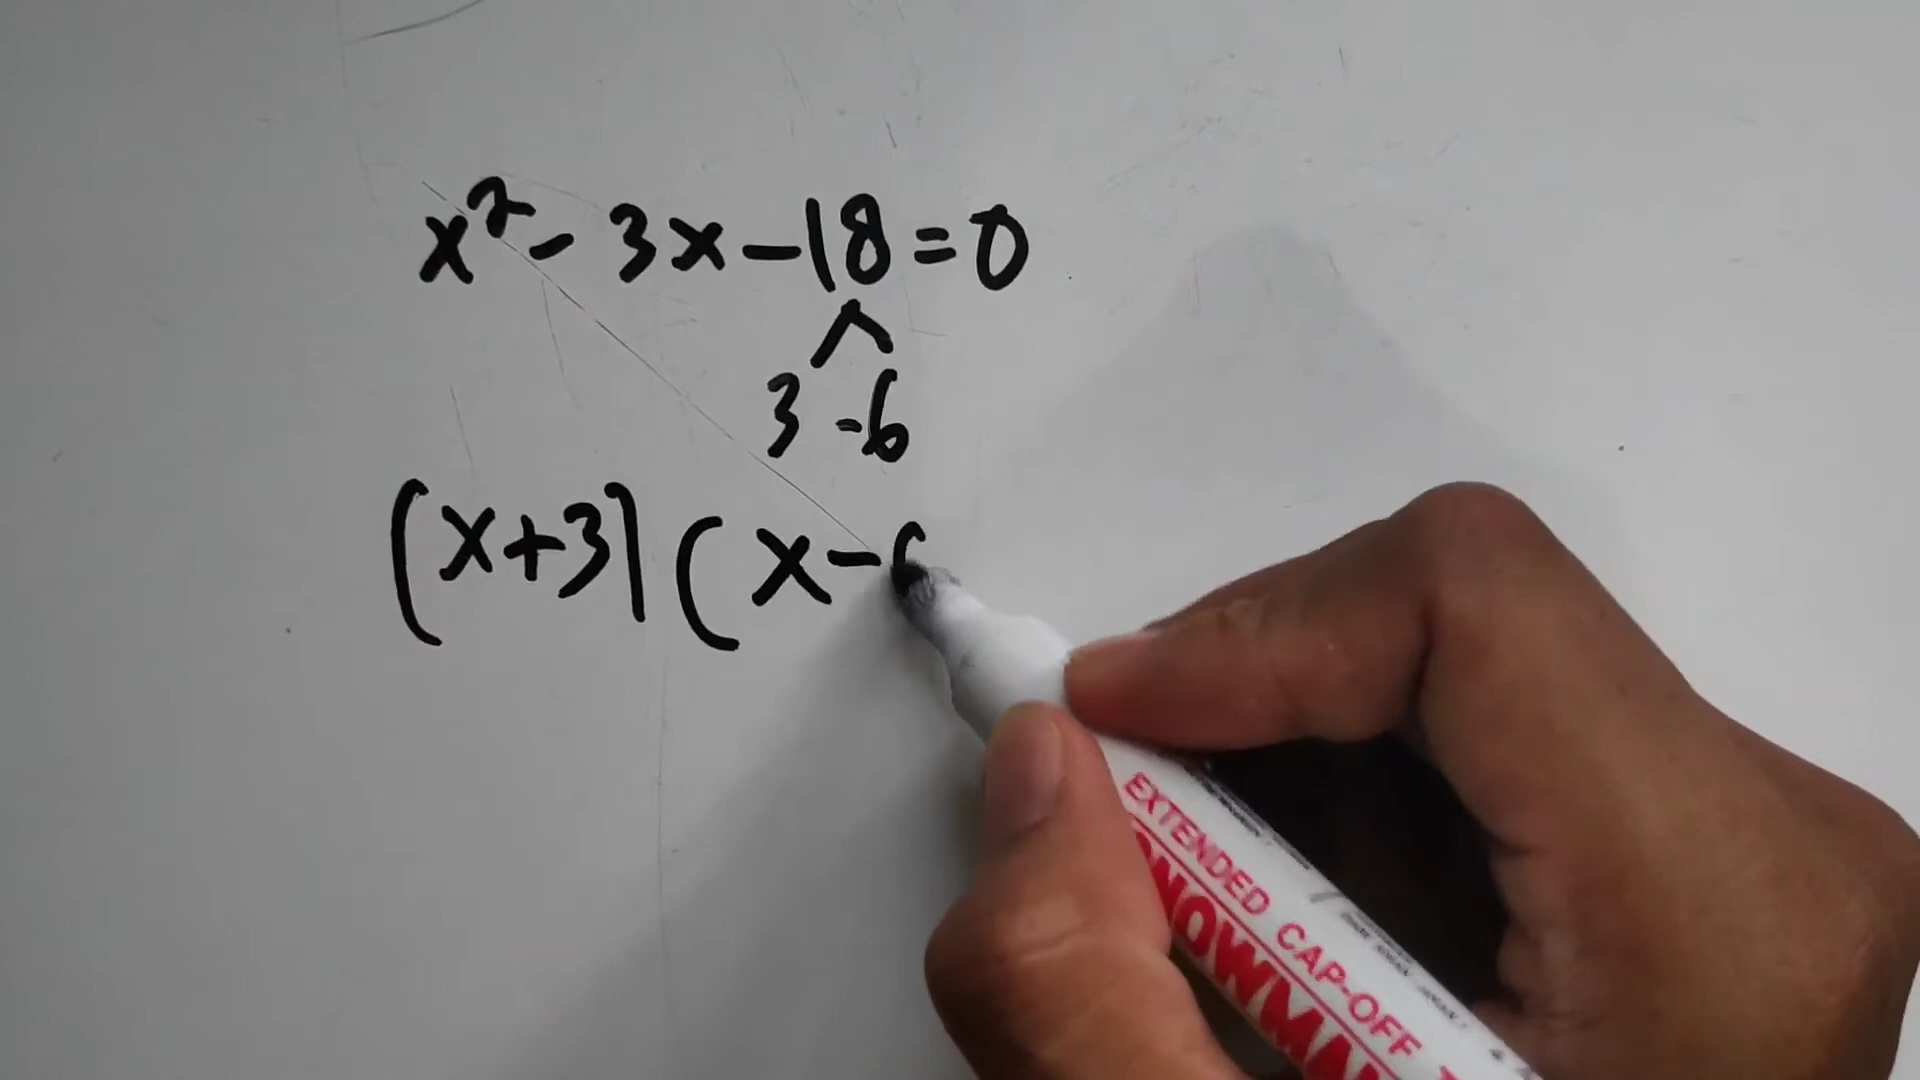 x² - 3x - 18 = 0
3 -6
(x+3) (x-6
EXTENDED CAP-OFF
SNOWMAN